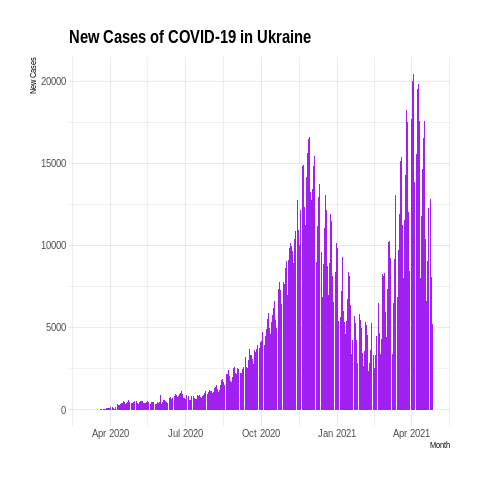 New Cases of COVID-19 in Ukraine
New Cases
20000
15000
10000
5000
0
Apr 2020 Jul 2020 Oct 2020 Jan 2021 Apr 2021
Month